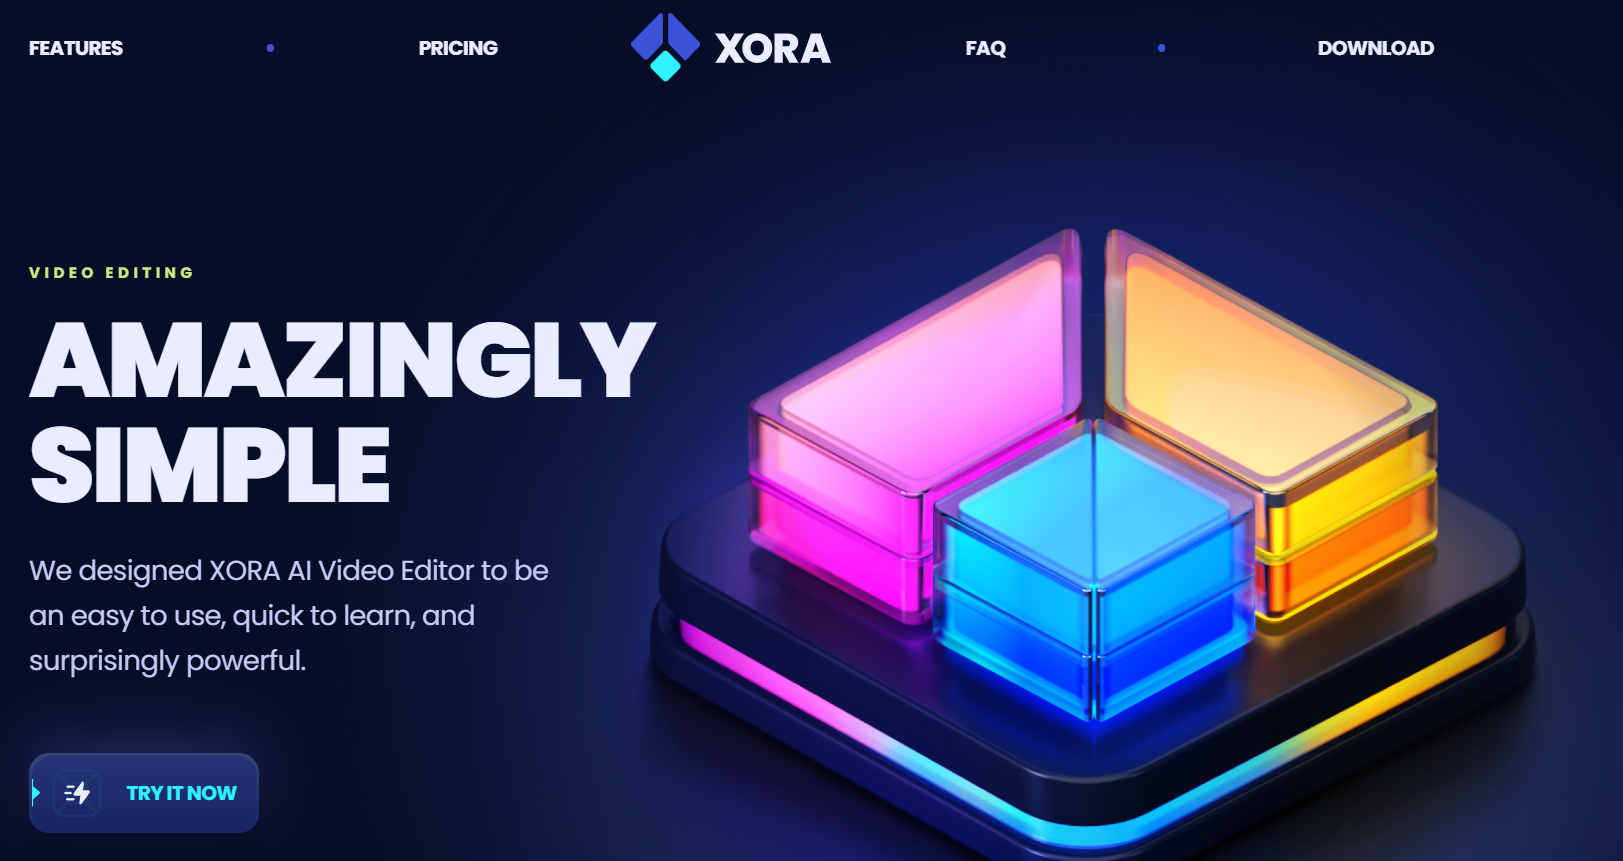 FEATURES
PRICING
XORA
FAQ
DOWNLOAD
VIDEO EDITING
AMAZINGLY
SIMPLE
We designed XORA AI Video Editor to be
an easy to use, quick to learn, and
surprisingly powerful.
TRY IT NOW